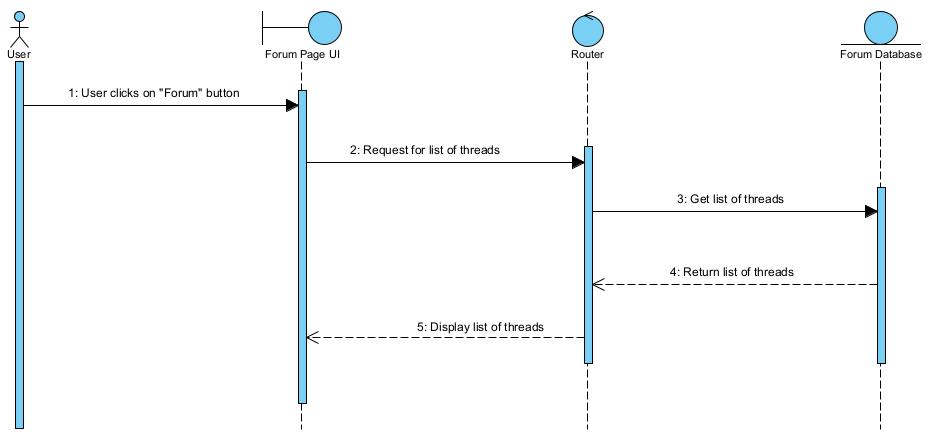 User
Forum Page UI
Router
Forum Database
1: User clicks on "Forum" button
2: Request for list of threads
3: Get list of threads
4: Return list of threads
5: Display list of threads